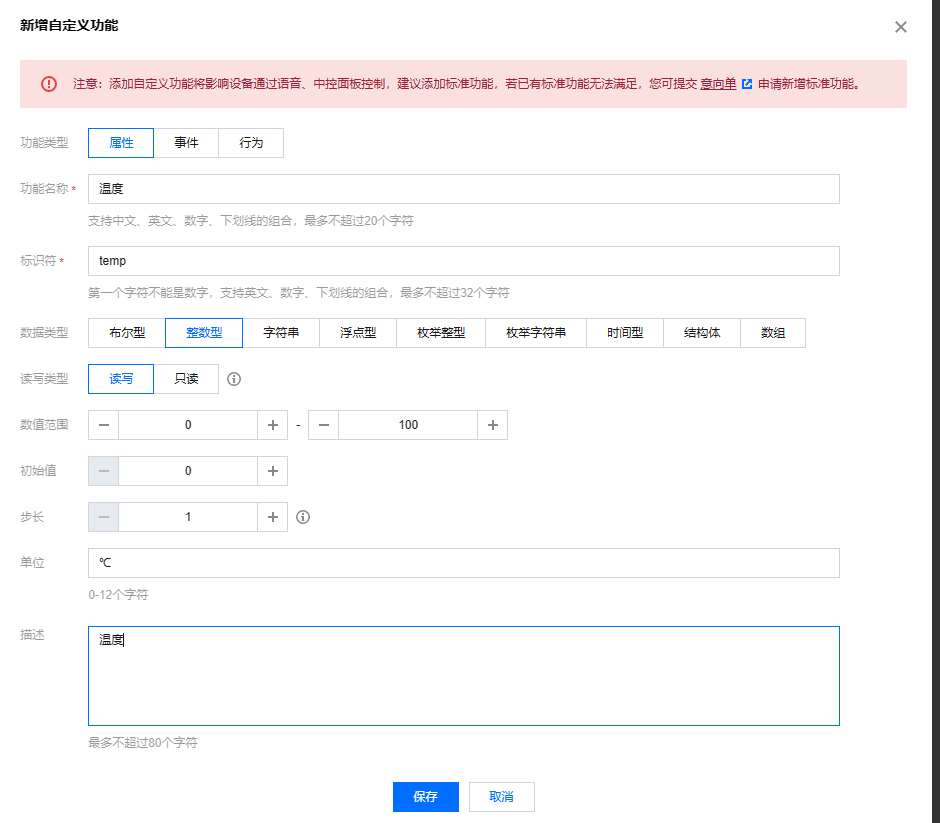 新增自定义功能
注意：添加自定义功能将影响设备通过语音、中控面板控制，建议添加标准功能，若已有标准功能无法满足，您可提交 意向单 申请新增标准功能。
功能类型 属性 事件 行为
功能名称 * 温度
支持中文、英文、数字、下划线的组合，最多不超过20个字符
标识符 * temp
第一个字符不能是数字，支持英文、数字、下划线的组合，最多不超过32个字符
数据类型 布尔型 整数型 字符串 浮点型 枚举整型 枚举字符串 时间型 结构体 数组
读写类型 读写 只读
数值范围 0 - 100
初始值 0
步长 1
单位 ℃
0-12个字符
描述 温度
最多不超过80个字符
保存 取消